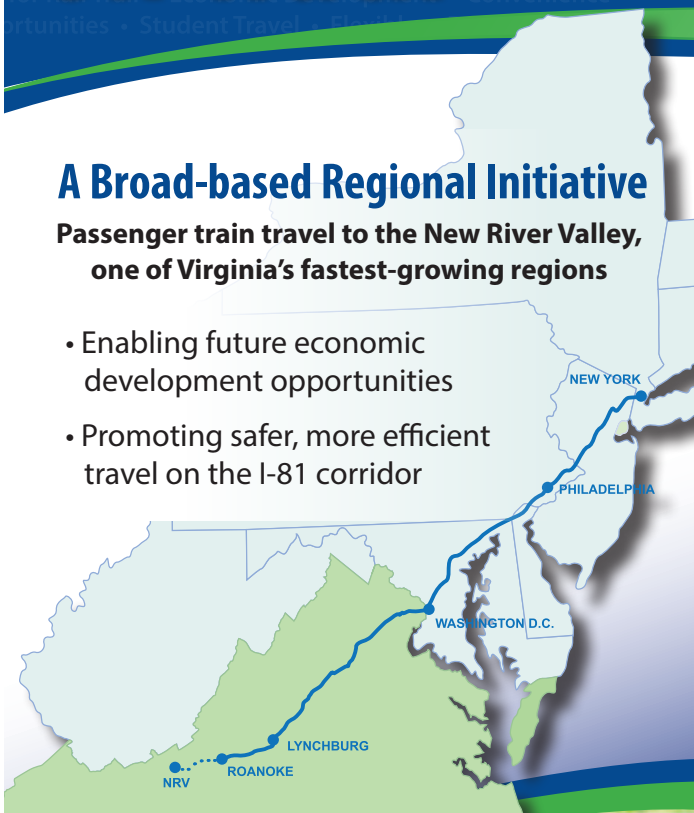 ortunities • Student Travel •
A Broad-based Regional Initiative
Passenger train travel to the New River Valley,
one of Virginia's fastest-growing regions
• Enabling future economic
development opportunities
• Promoting safer, more efficient
travel on the I-81 corridor
NEW YORK
PHILADELPHIA
WASHINGTON D.C.
LYNCHBURG
ROANOKE
NRV